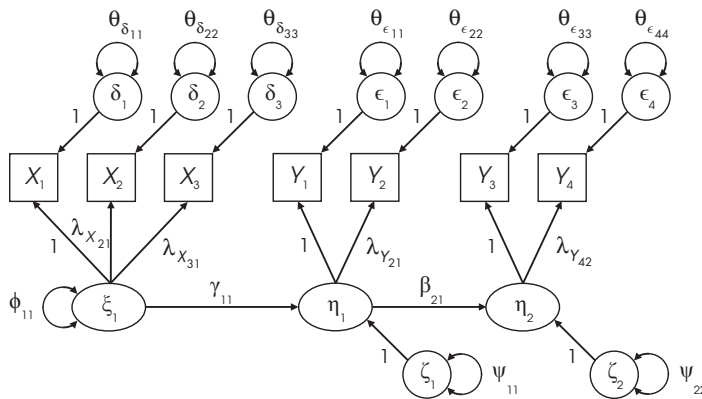 θδ11 θδ22 θδ33 θϵ11 θϵ22 θϵ33 θϵ44
δ1 δ2 δ3 ϵ1 ϵ2 ϵ3 ϵ4
1 1 1 1 1 1 1
X1 X2 X3 Y1 Y2 Y3 Y4
1 λX21 λX31 1 λY21 1 λY42
ϕ11 ξ1 γ11 η1 β21 η2
1 ζ1 ψ11 1 ζ2 ψ22